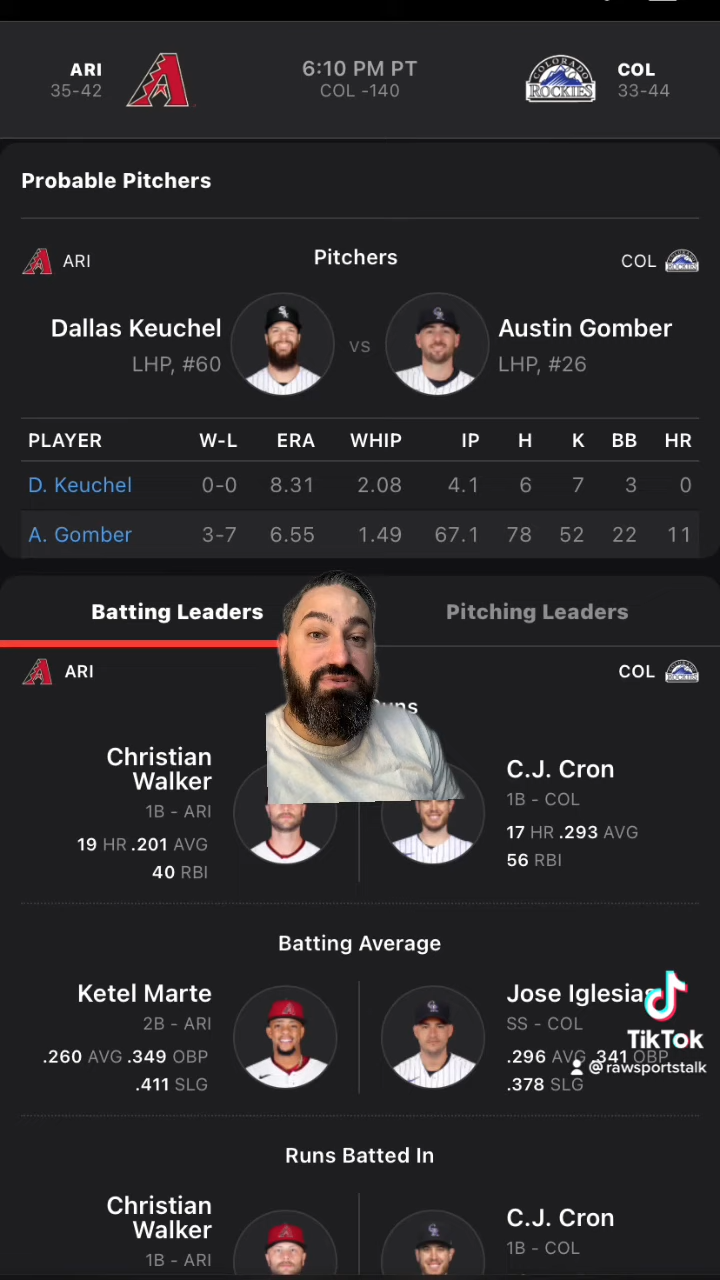 ARI
35-42
6:10 PM PT
COL -140
COLORADO
ROCKIES
COL
33-44
Probable Pitchers
ARI
Pitchers
COL
Dallas Keuchel
LHP, #60
VS
Austin Gomber
LHP, #26
PLAYER W-L ERA WHIP IP H K BB HR
D. Keuchel 0-0 8.31 2.08 4.1 6 7 3 0
A. Gomber 3-7 6.55 1.49 67.1 78 52 22 11
Batting Leaders
Pitching Leaders
ARI
COL
Christian
Walker
1B - ARI
19 HR .201 AVG
40 RBI
C.J. Cron
1B - COL
17 HR .293 AVG
56 RBI
Batting Average
Ketel Marte
2B - ARI
.260 AVG .349 OBP
.411 SLG
Jose Iglesias
SS - COL
.296 AVG .341 OBP
.378 SLG
TikTok
@rawsportstalk
Runs Batted In
Christian
Walker
1B - ARI
C.J. Cron
1B - COL